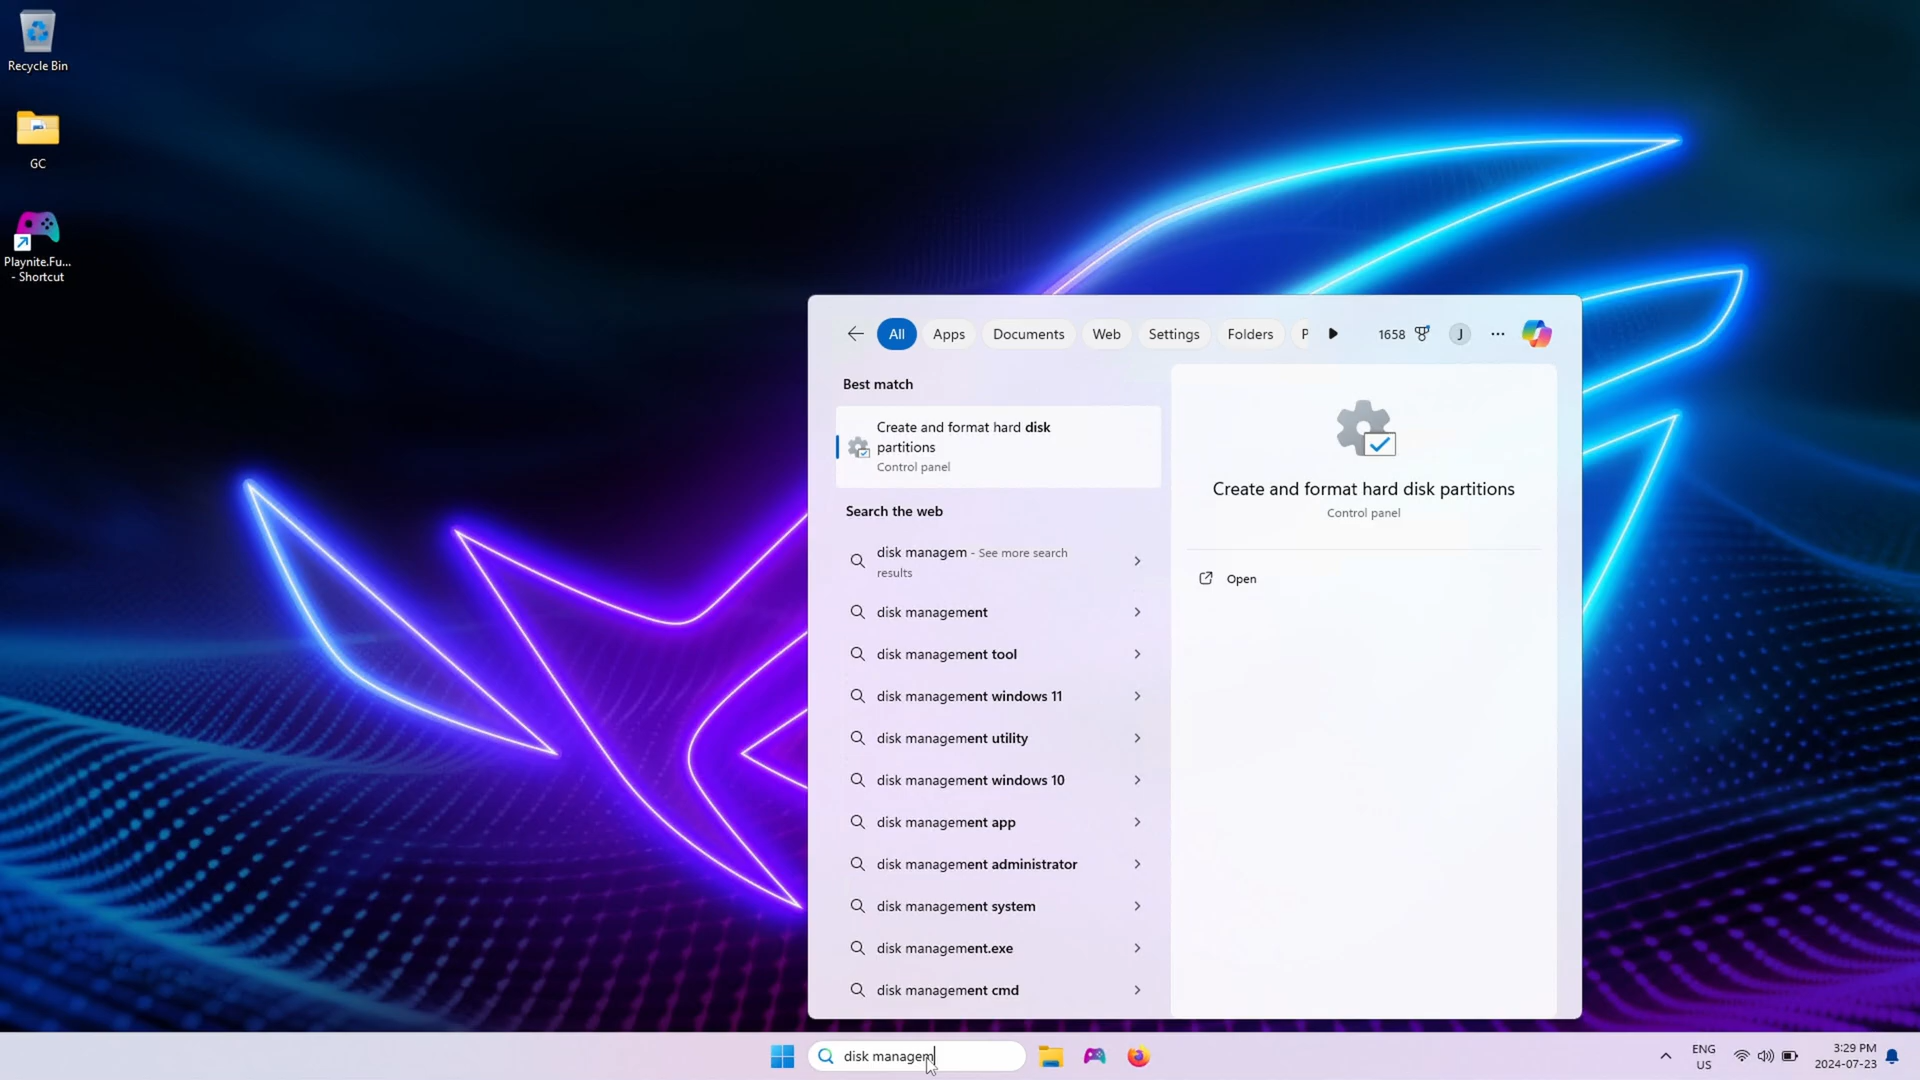 Recycle Bin
GC
Playnite.Fu...
- Shortcut
All
Apps
Documents
Web
Settings
Folders
P
1658
J
Best match
Create and format hard disk
partitions
Control panel
Search the web
disk managem - See more search
results
disk management
disk management tool
disk management windows 11
disk management utility
disk management windows 10
disk management app
disk management administrator
disk management system
disk management.exe
disk management cmd
Create and format hard disk partitions
Control panel
Open
disk managem
ENG
US
3:29 PM
2024-07-23